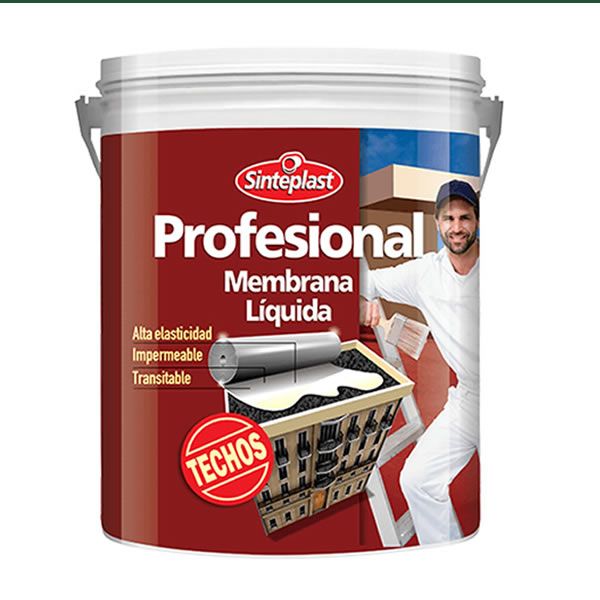 Sinteplast
Profesional
Membrana
Líquida
Alta elasticidad
Impermeable
Transitable
TECHOS